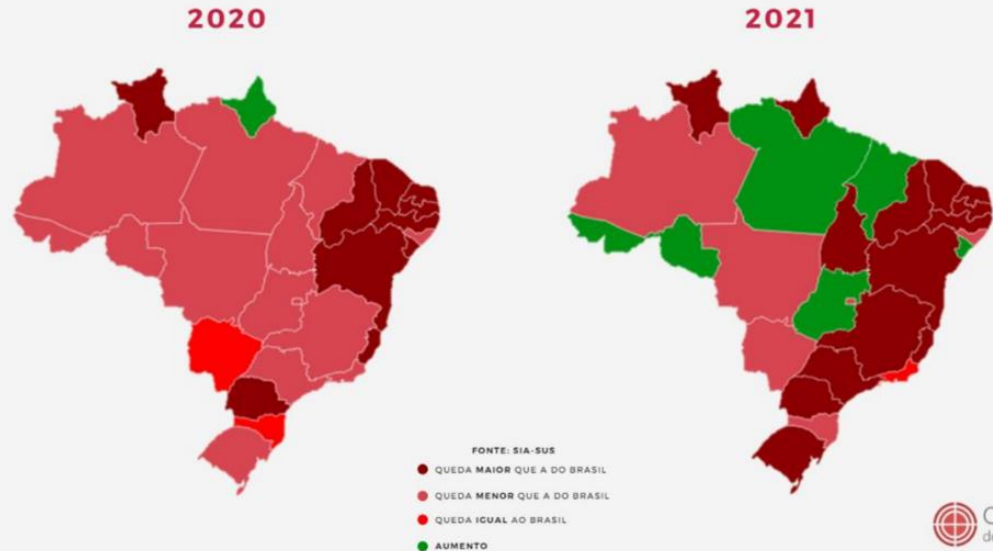 2020
2021
FONTE: SIA-SUS
QUEDA MAIOR QUE A DO BRASIL
QUEDA MENOR QUE A DO BRASIL
QUEDA IGUAL AO BRASIL
AUMENTO